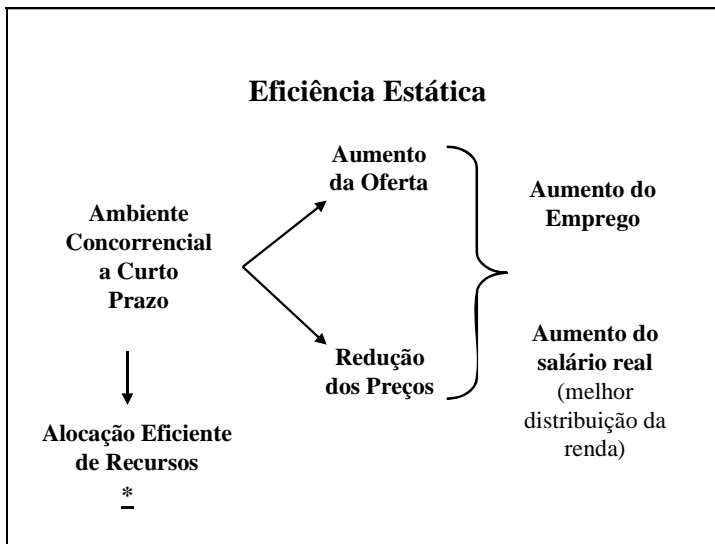 Eficiência Estática
Ambiente
Concorrencial
a Curto
Prazo
Alocação Eficiente
de Recursos
*
Aumento
da Oferta
Redução
dos Preços
Aumento do
Emprego
Aumento do
salário real
(melhor
distribuição da
renda)